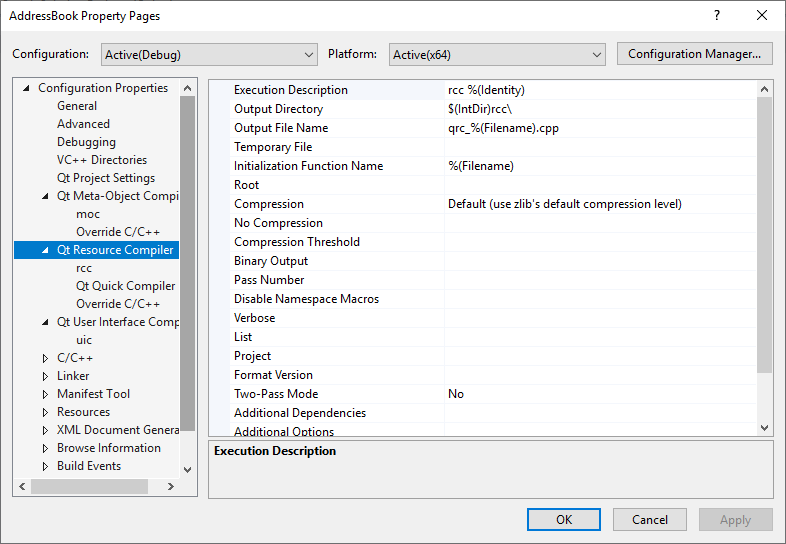 AddressBook Property Pages
?
Configuration: Active(Debug) Platform: Active(x64) Configuration Manager...
Configuration Properties
General
Advanced
Debugging
VC++ Directories
Qt Project Settings
Qt Meta-Object Compi
moc
Override C/C++
Qt Resource Compiler
rcc
Qt Quick Compiler
Override C/C++
Qt User Interface Comp
uic
C/C++
Linker
Manifest Tool
Resources
XML Document Genera
Browse Information
Build Events
Execution Description rcc %(Identity)
Output Directory $(IntDir)rcc\
Output File Name qrc_%(Filename).cpp
Temporary File
Initialization Function Name %(Filename)
Root
Compression Default (use zlib's default compression level)
No Compression
Compression Threshold
Binary Output
Pass Number
Disable Namespace Macros
Verbose
List
Project
Format Version
Two-Pass Mode No
Additional Dependencies
Additional Options
Execution Description
OK Cancel Apply